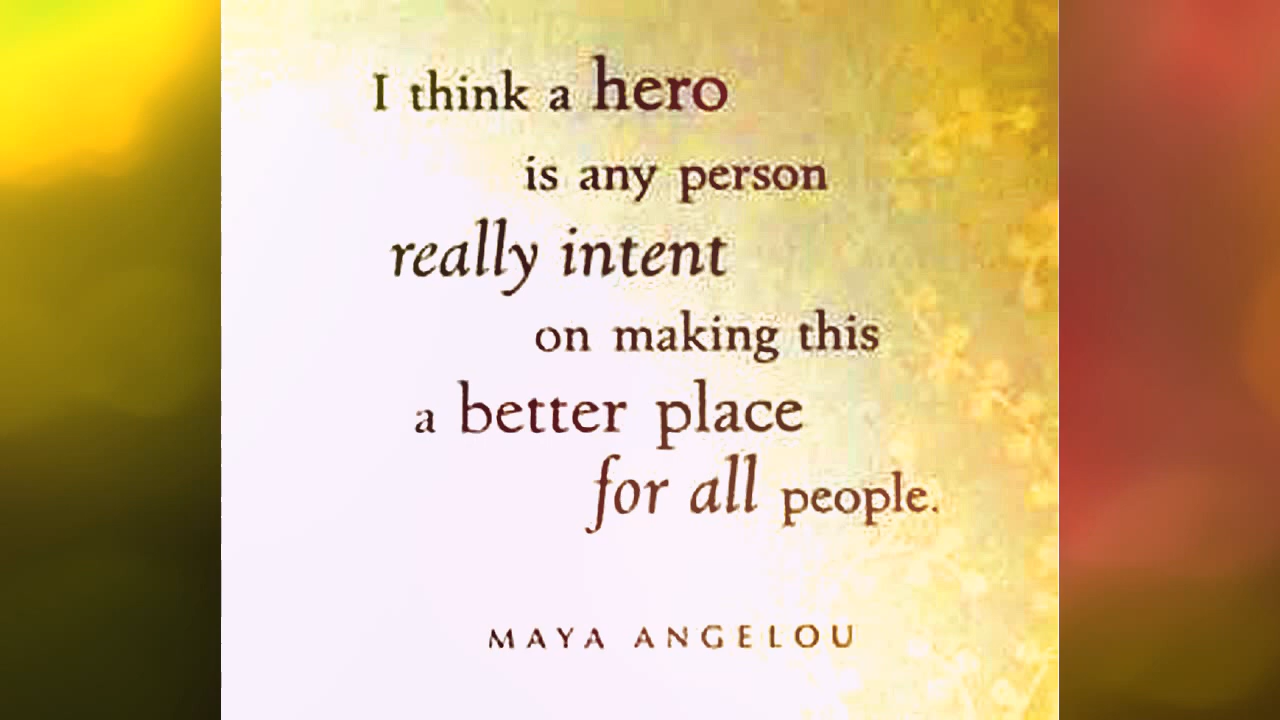 I think a hero
is any person
really intent
on making this
a better place
for all people.
MAYA ANGELOU